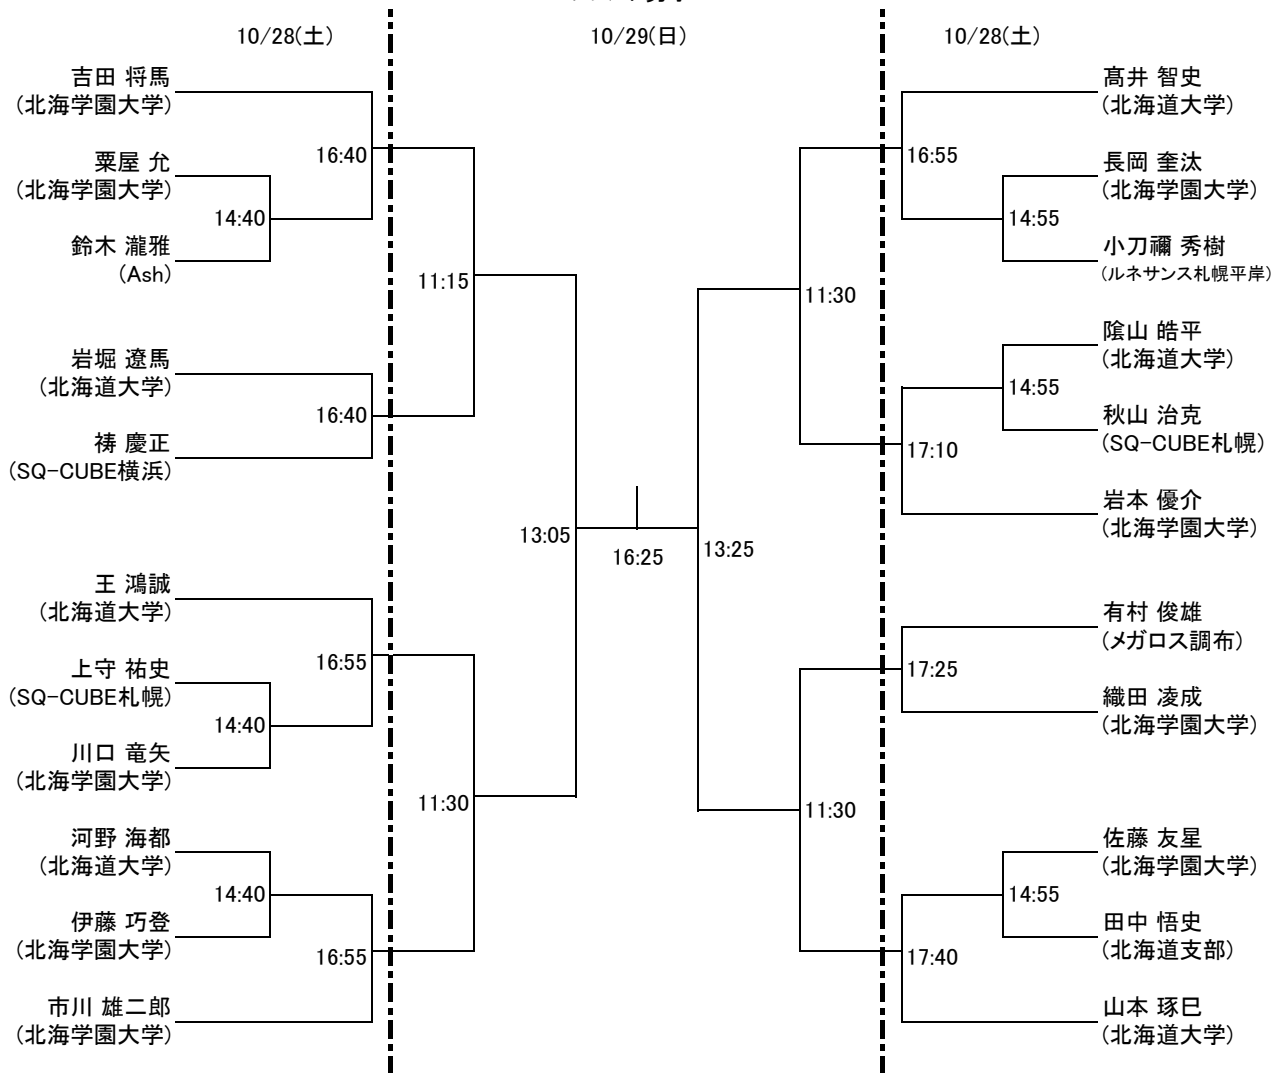 10/28(土)
10/29(日)
10/28(土)
吉田 将馬
(北海学園大学)
16:40
粟屋 允
(北海学園大学)
14:40
鈴木 瀧雅
(Ash)
11:15
岩堀 遼馬
(北海道大学)
16:40
祷 慶正
(SQ-CUBE横浜)
13:05
王 鴻誠
(北海道大学)
16:55
上守 祐史
(SQ-CUBE札幌)
14:40
川口 竜矢
(北海学園大学)
11:30
河野 海都
(北海道大学)
14:40
伊藤 巧登
(北海学園大学)
16:55
市川 雄二郎
(北海学園大学)
16:25
髙井 智史
(北海道大学)
16:55
長岡 奎汰
(北海学園大学)
14:55
小刀禰 秀樹
(ルネサンス札幌平岸)
11:30
陰山 皓平
(北海道大学)
14:55
秋山 治克
(SQ-CUBE札幌)
17:10
岩本 優介
(北海学園大学)
13:25
有村 俊雄
(メガロス調布)
17:25
織田 凌成
(北海学園大学)
11:30
佐藤 友星
(北海学園大学)
14:55
田中 悟史
(北海道支部)
17:40
山本 琢巳
(北海道大学)